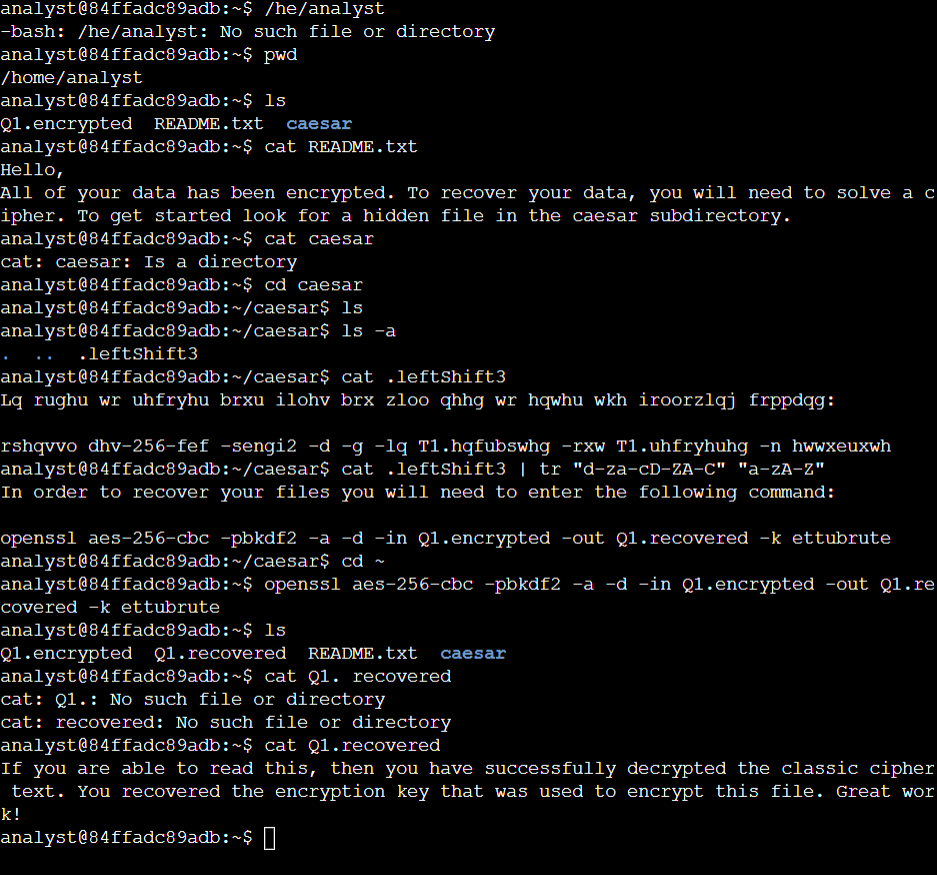 analyst@84ffadc89adb:~$ /he/analyst
-bash: /he/analyst: No such file or directory
analyst@84ffadc89adb:~$ pwd
/home/analyst
analyst@84ffadc89adb:~$ ls
Q1.encrypted  README.txt  caesar
analyst@84ffadc89adb:~$ cat README.txt
Hello,
All of your data has been encrypted. To recover your data, you will need to solve a c
ipher. To get started look for a hidden file in the caesar subdirectory.
analyst@84ffadc89adb:~$ cat caesar
cat: caesar: Is a directory
analyst@84ffadc89adb:~$ cd caesar
analyst@84ffadc89adb:~/caesar$ ls
analyst@84ffadc89adb:~/caesar$ ls -a
.  ..  .leftShift3
analyst@84ffadc89adb:~/caesar$ cat .leftShift3
Lq rughu wr uhfryhu brxu ilohv brx zloo qhhg wr hqwhu wkh iroorzlqj frppdqg:

rshqvvo dhv-256-fef -sengi2 -d -g -lq T1.hqfubswhg -rxw T1.uhfryhuhg -n hwwxeuxwh
analyst@84ffadc89adb:~/caesar$ cat .leftShift3 | tr "d-za-cD-ZA-C" "a-zA-Z"
In order to recover your files you will need to enter the following command:

openssl aes-256-cbc -pbkdf2 -a -d -in Q1.encrypted -out Q1.recovered -k ettubrute
analyst@84ffadc89adb:~/caesar$ cd ~
analyst@84ffadc89adb:~$ openssl aes-256-cbc -pbkdf2 -a -d -in Q1.encrypted -out Q1.re
covered -k ettubrute
analyst@84ffadc89adb:~$ ls
Q1.encrypted  Q1.recovered  README.txt  caesar
analyst@84ffadc89adb:~$ cat Q1. recovered
cat: Q1.: No such file or directory
cat: recovered: No such file or directory
analyst@84ffadc89adb:~$ cat Q1.recovered
If you are able to read this, then you have successfully decrypted the classic cipher
 text. You recovered the encryption key that was used to encrypt this file. Great wor
k!
analyst@84ffadc89adb:~$